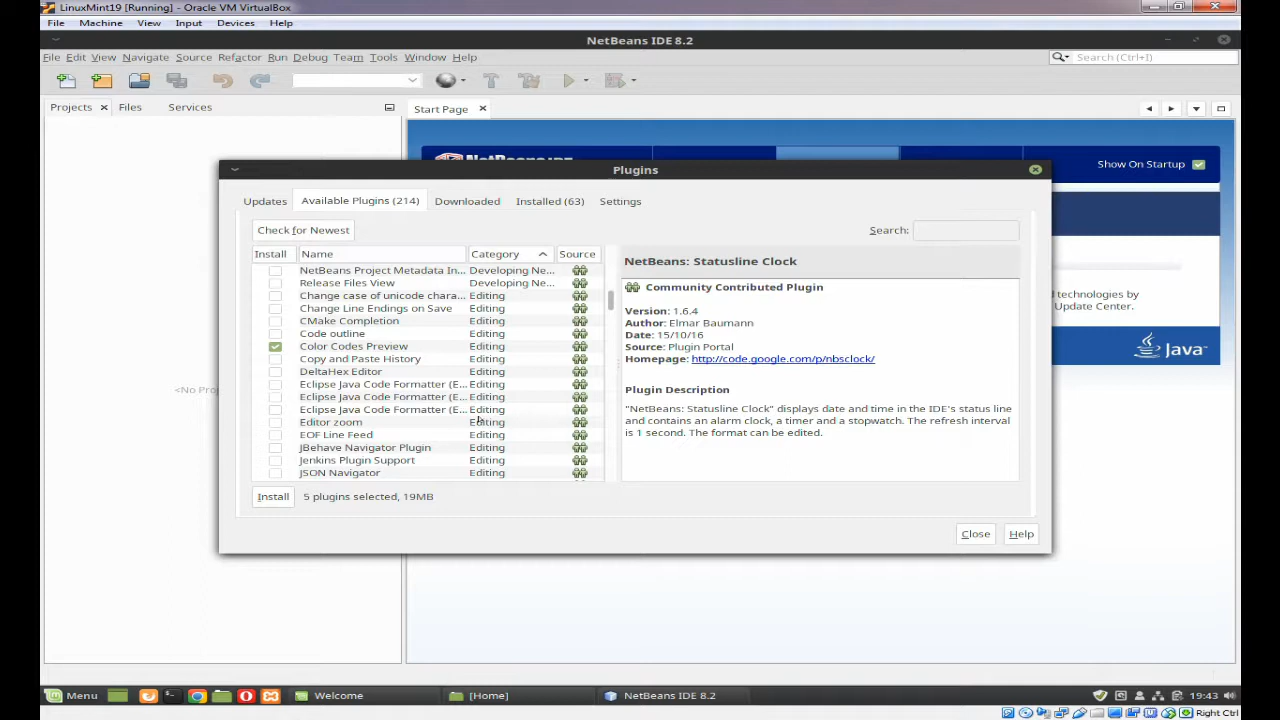 LinuxMint19 [Running] - Oracle VM VirtualBox
File Machine View Input Devices Help
NetBeans IDE 8.2
File Edit View Navigate Source Refactor Run Debug Team Tools Window Help
Search (Ctrl+I)
Projects Files Services
Start Page
Show On Startup
Plugins
Updates Available Plugins (214) Downloaded Installed (63) Settings
Check for Newest
Search:
Install Name Category Source
NetBeans Project Metadata In... Developing Ne...
Release Files View Developing Ne...
Change case of unicode chara... Editing
Change Line Endings on Save Editing
CMake Completion Editing
Code outline Editing
Color Codes Preview Editing
Copy and Paste History Editing
DeltaHex Editor Editing
Eclipse Java Code Formatter (E... Editing
Eclipse Java Code Formatter (E... Editing
Eclipse Java Code Formatter (E... Editing
Editor zoom Editing
EOF Line Feed Editing
JBehave Navigator Plugin Editing
Jenkins Plugin Support Editing
JSON Navigator Editing
NetBeans: Statusline Clock
Community Contributed Plugin
Version: 1.6.4
Author: Elmar Baumann
Date: 15/10/16
Source: Plugin Portal
Homepage: http://code.google.com/p/nbsclock/
Plugin Description
"NetBeans: Statusline Clock" displays date and time in the IDE's status line
and contains an alarm clock, a timer and a stopwatch. The refresh interval
is 1 second. The format can be edited.
Install 5 plugins selected, 19MB
Close Help
<No Pro
d technologies by
Update Center.
Java
Menu Welcome [Home] NetBeans IDE 8.2 19:43
Right Ctrl